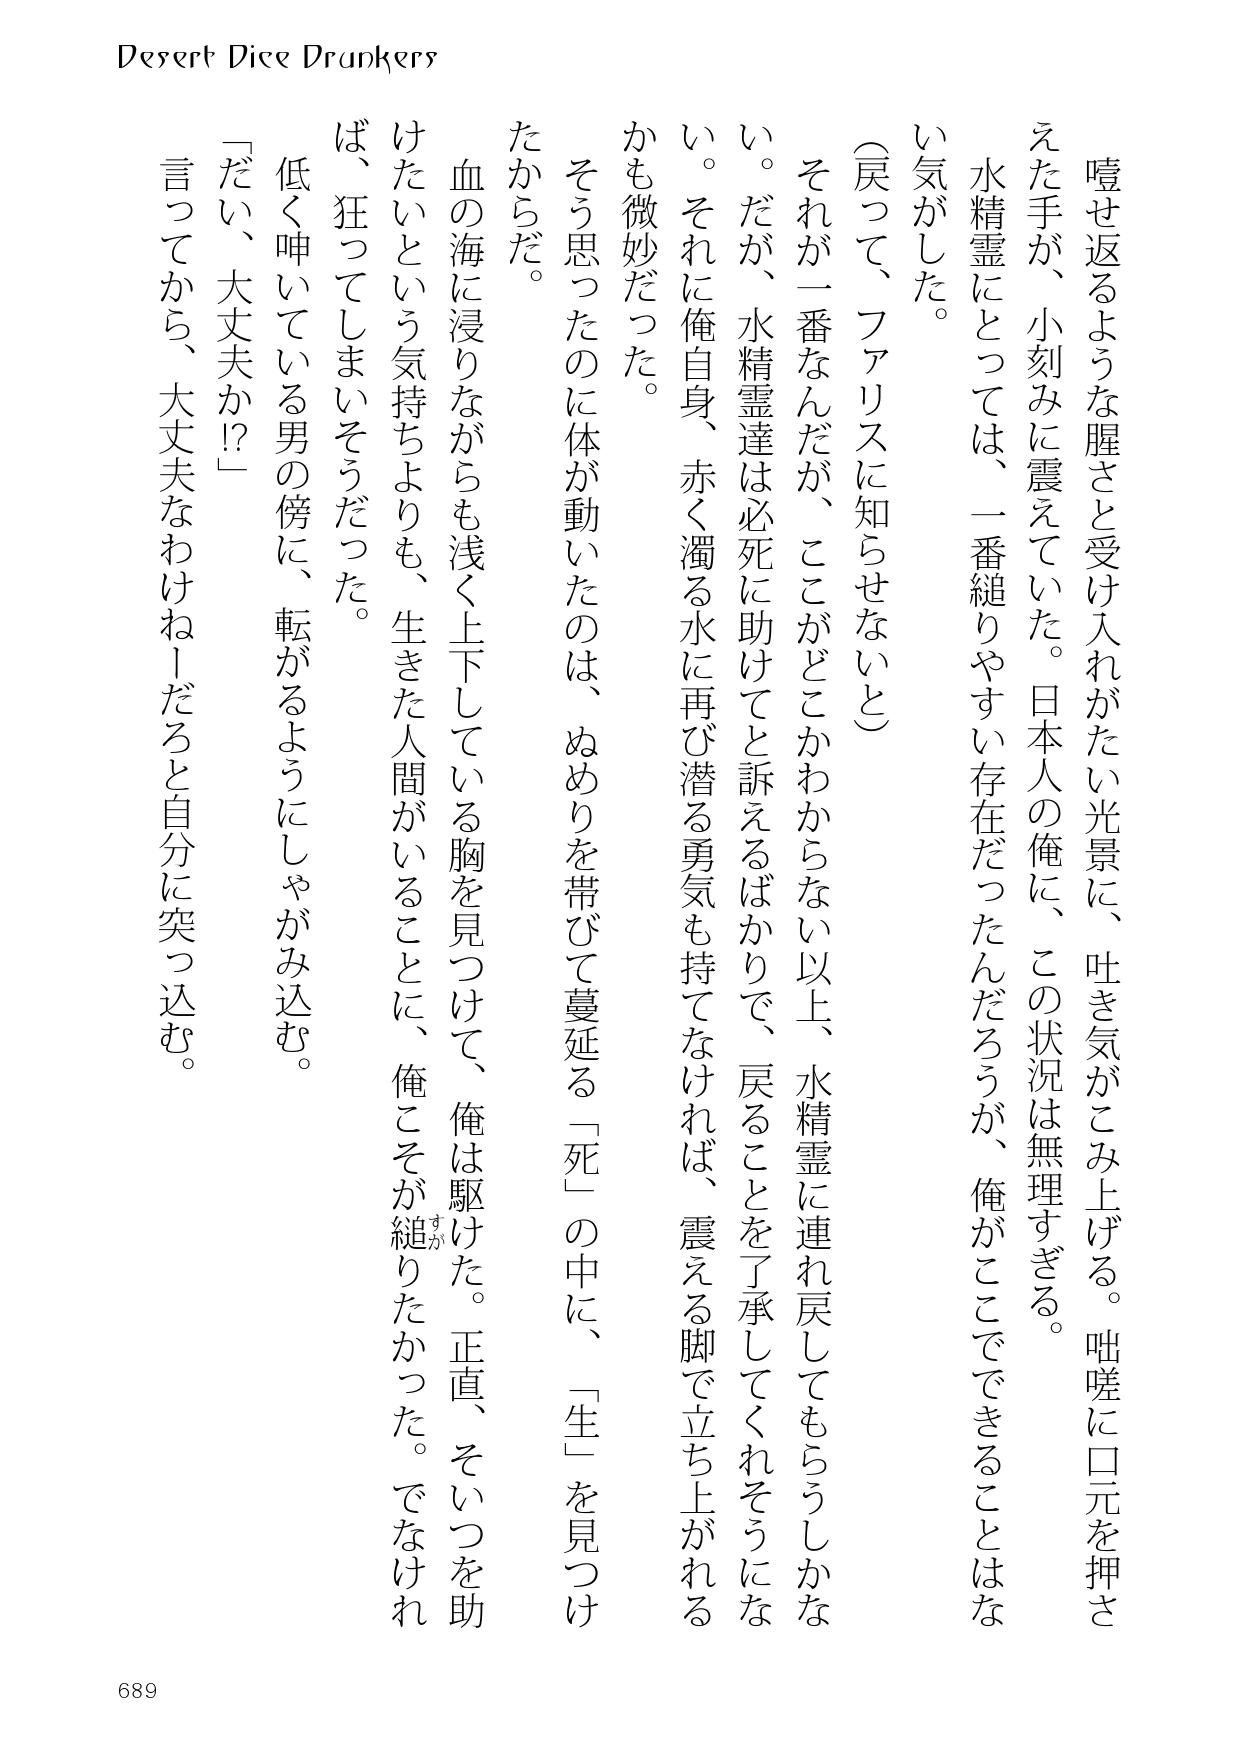 Desert Dice Drunkers
噎せ返るような腥さと受け入れがたい光景に、吐き気がこみ上げる。咄嗟に口元を押さ
えた手が、小刻みに震えていた。日本人の俺に、この状況は無理すぎる。
水精霊にとっては、一番縋りやすい存在だったんだろうが、俺がここでできることはな
い気がした。
（戻って、ファリスに知らせないと）
それが一番なんだが、ここがどこかわからない以上、水精霊に連れ戻してもらうしかな
い。だが、水精霊達は必死に助けてと訴えるばかりで、戻ることを了承してくれそうにな
い。それに俺自身、赤く濁る水に再び潜る勇気も持てなければ、震える脚で立ち上がれる
かも微妙だった。
そう思ったのに体が動いたのは、ぬめりを帯びて蔓延る「死」の中に、「生」を見つけ
たからだ。
血の海に浸りながらも浅く上下している胸を見つけて、俺は駆けた。正直、そいつを助
けたいという気持ちよりも、生きた人間がいることに、俺こそが縋りたかった。でなけれ
すが
ば、狂ってしまいそうだった。
低く呻いている男の傍に、転がるようにしゃがみ込む。
「だい、大丈夫か!?」
言ってから、大丈夫なわけねーだろと自分に突っ込む。
689